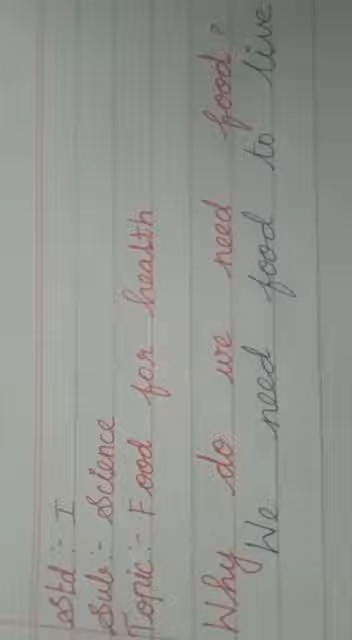 Std :- I
Sub :- Science
Topic :- Food for health
Why do we need food ?
We need food to live